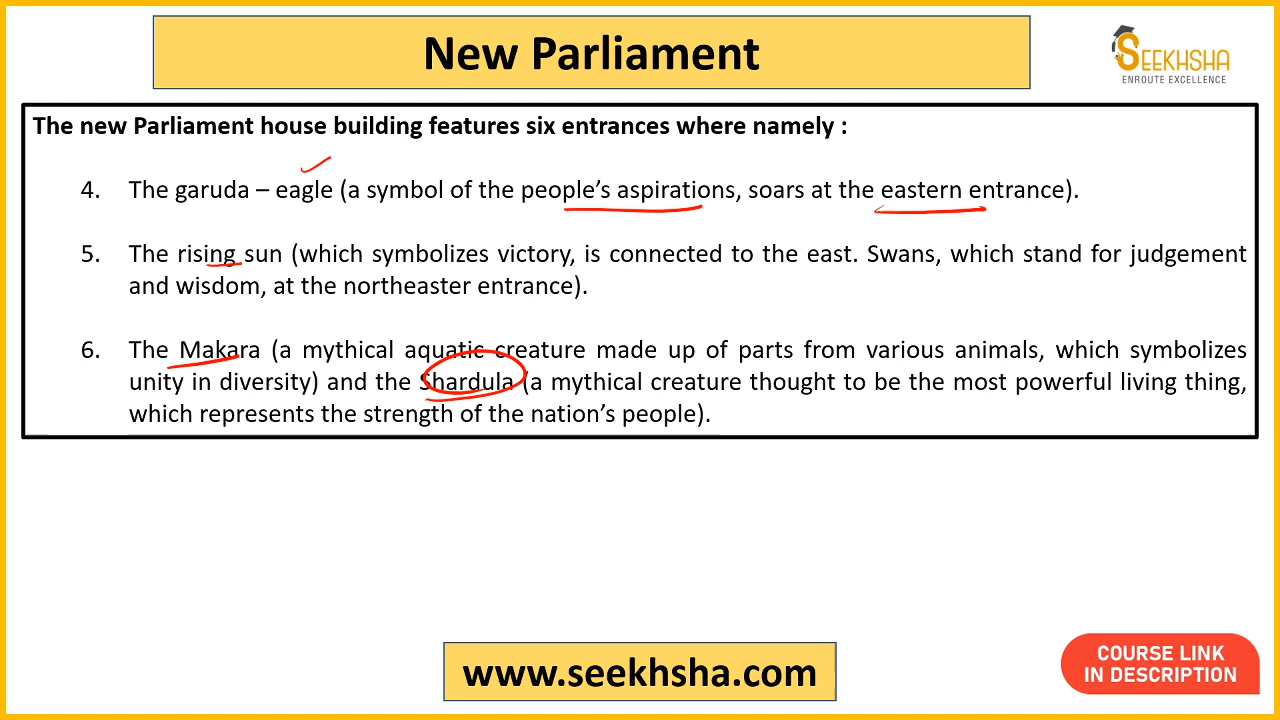 New Parliament
SEEKHSHA
ENROUTE EXCELLENCE
The new Parliament house building features six entrances where namely :
4. The garuda – eagle (a symbol of the people's aspirations, soars at the eastern entrance).
5. The rising sun (which symbolizes victory, is connected to the east. Swans, which stand for judgement
and wisdom, at the northeaster entrance).
6. The Makara (a mythical aquatic creature made up of parts from various animals, which symbolizes
unity in diversity) and the Shardula (a mythical creature thought to be the most powerful living thing,
which represents the strength of the nation's people).
www.seekhsha.com
COURSE LINK
IN DESCRIPTION